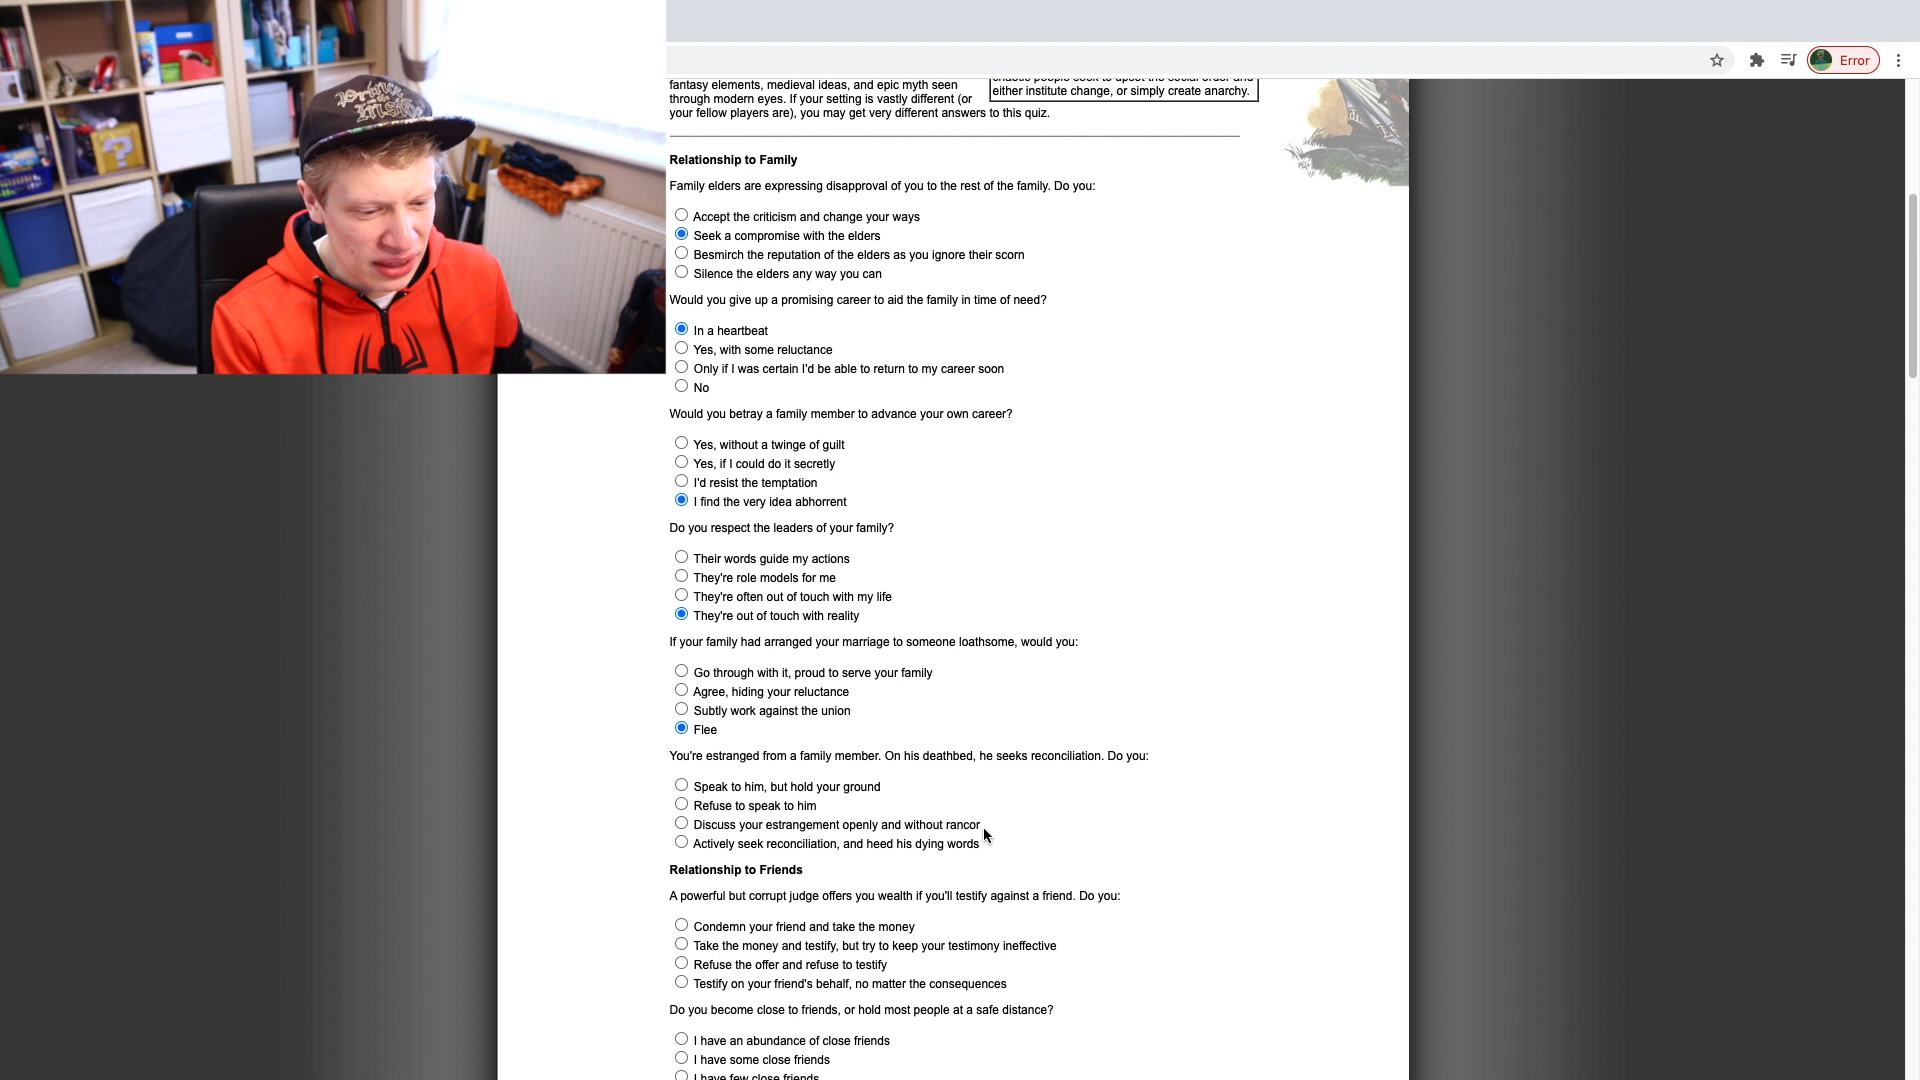 Prince
Inside
Error
fantasy elements, medieval ideas, and epic myth seen
through modern eyes. If your setting is vastly different (or
your fellow players are), you may get very different answers to this quiz.
chaotic people seek to upset the social order and
either institute change, or simply create anarchy.
Relationship to Family
Family elders are expressing disapproval of you to the rest of the family. Do you:
Accept the criticism and change your ways
Seek a compromise with the elders
Besmirch the reputation of the elders as you ignore their scorn
Silence the elders any way you can
Would you give up a promising career to aid the family in time of need?
In a heartbeat
Yes, with some reluctance
Only if I was certain I'd be able to return to my career soon
No
Would you betray a family member to advance your own career?
Yes, without a twinge of guilt
Yes, if I could do it secretly
I'd resist the temptation
I find the very idea abhorrent
Do you respect the leaders of your family?
Their words guide my actions
They're role models for me
They're often out of touch with my life
They're out of touch with reality
If your family had arranged your marriage to someone loathsome, would you:
Go through with it, proud to serve your family
Agree, hiding your reluctance
Subtly work against the union
Flee
You're estranged from a family member. On his deathbed, he seeks reconciliation. Do you:
Speak to him, but hold your ground
Refuse to speak to him
Discuss your estrangement openly and without rancor
Actively seek reconciliation, and heed his dying words
Relationship to Friends
A powerful but corrupt judge offers you wealth if you'll testify against a friend. Do you:
Condemn your friend and take the money
Take the money and testify, but try to keep your testimony ineffective
Refuse the offer and refuse to testify
Testify on your friend's behalf, no matter the consequences
Do you become close to friends, or hold most people at a safe distance?
I have an abundance of close friends
I have some close friends
I have few close friends